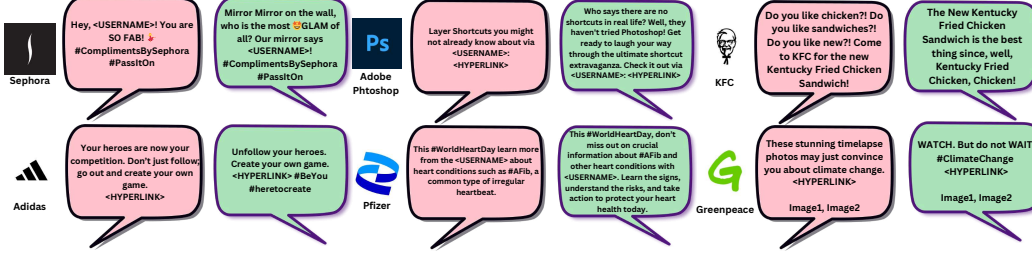 Hey, <USERNAME>! You are
SO FAB! 💃
#ComplimentsBySephora
#PassItOn
Sephora
Mirror Mirror on the wall,
who is the most 😍GLAM of
all? Our mirror says
<USERNAME>!
#ComplimentsBySephora
#PassItOn
Ps
Adobe
Phtoshop
Layer Shortcuts you might
not already know about via
<USERNAME>:
<HYPERLINK>
Who says there are no
shortcuts in real life? Well, they
haven't tried Photoshop! Get
ready to laugh your way
through the ultimate shortcut
extravaganza. Check it out via
<USERNAME>: <HYPERLINK>
KFC
Do you like chicken?! Do
you like sandwiches?!
Do you like new?! Come
to KFC for the new
Kentucky Fried Chicken
Sandwich!
The New Kentucky
Fried Chicken
Sandwich is the best
thing since, well,
Kentucky Fried
Chicken, Chicken!
Adidas
Your heroes are now your
competition. Don't just follow;
go out and create your own
game.
<HYPERLINK>
Unfollow your heroes.
Create your own game.
<HYPERLINK> #BeYou
#heretocreate
Pfizer
This #WorldHeartDay learn more
from the <USERNAME> about
heart conditions such as #AFib, a
common type of irregular
heartbeat.
This #WorldHeartDay, don't
miss out on crucial
information about #AFib and
other heart conditions with
<USERNAME>. Learn the signs,
understand the risks, and take
action to protect your heart
health today.
Greenpeace
These stunning timelapse
photos may just convince
you about climate change.
<HYPERLINK>
Image1, Image2
WATCH. But do not WAIT
#ClimateChange
<HYPERLINK>
Image1, Image2